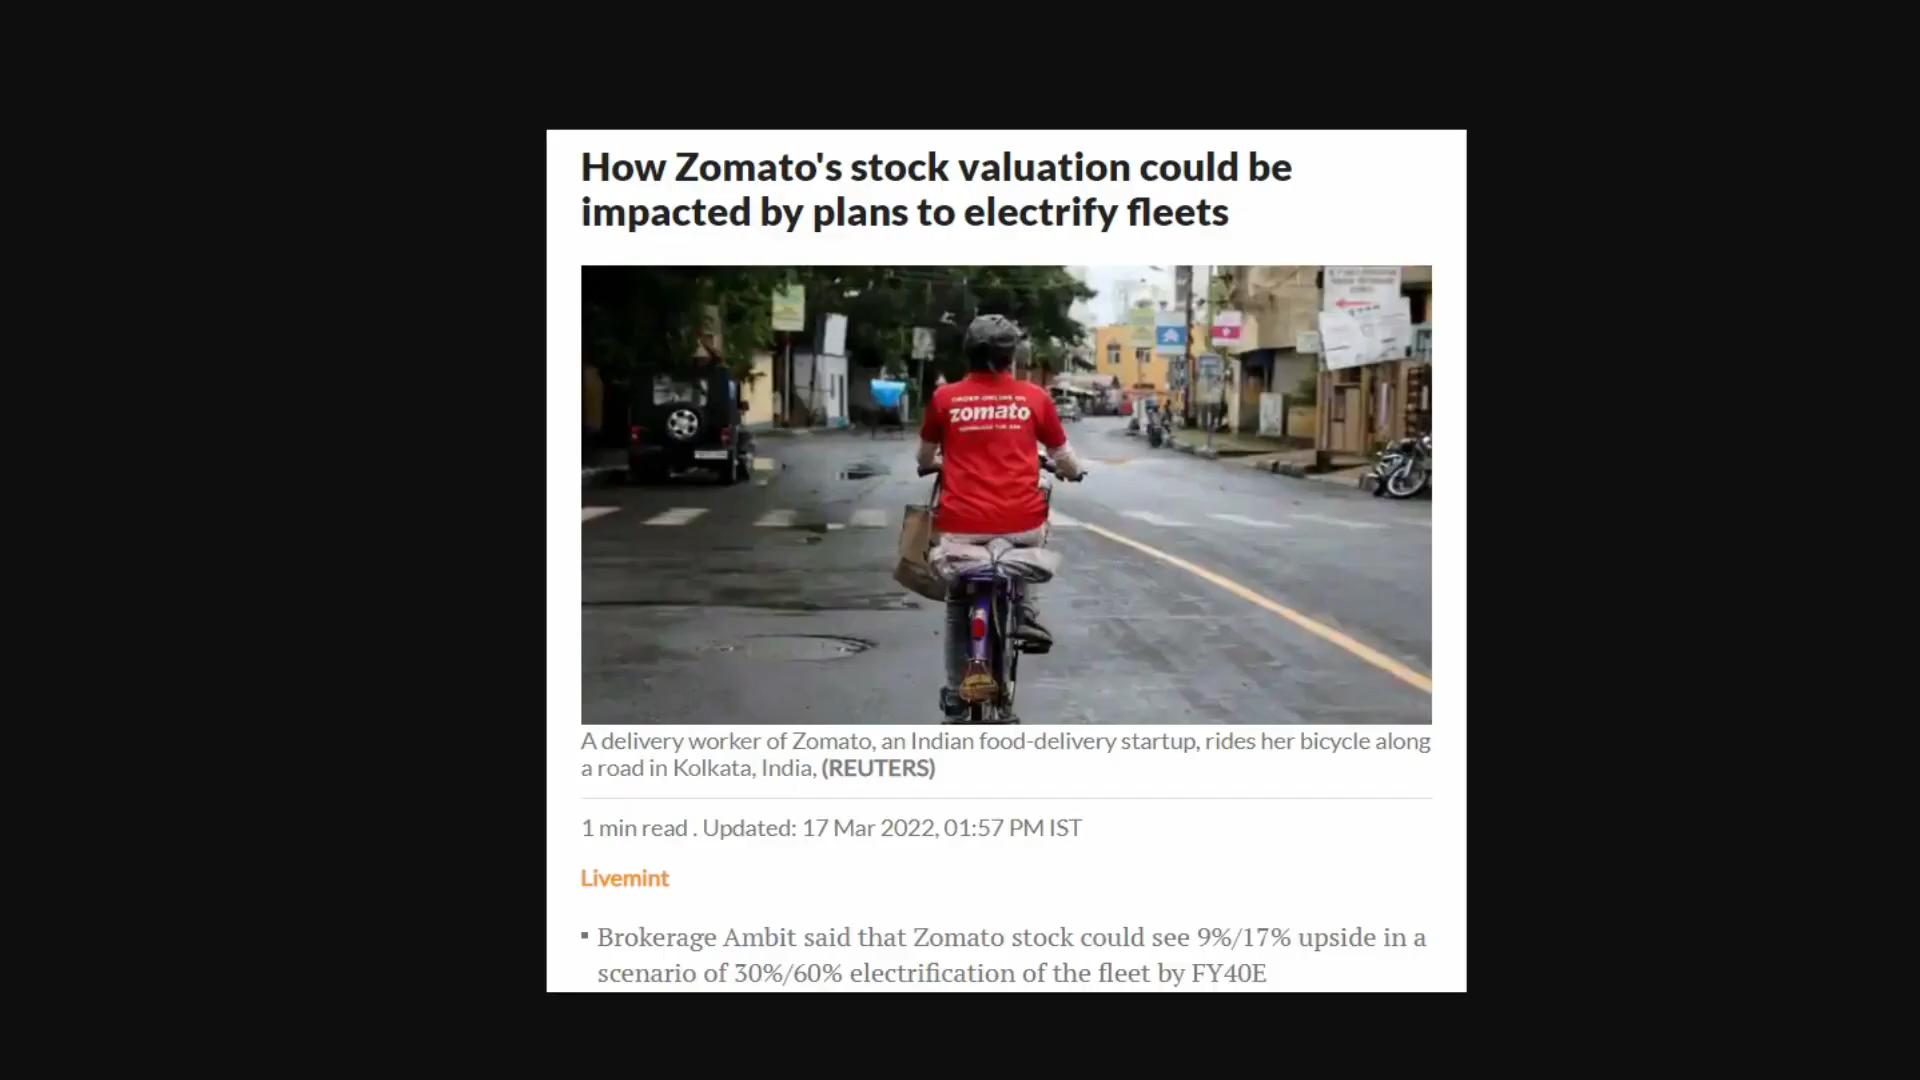 How Zomato's stock valuation could be
impacted by plans to electrify fleets
ORDER ONLINE ON
zomato
A delivery worker of Zomato, an Indian food-delivery startup, rides her bicycle along
a road in Kolkata, India, (REUTERS)
1 min read . Updated: 17 Mar 2022, 01:57 PM IST
Livemint
▪ Brokerage Ambit said that Zomato stock could see 9%/17% upside in a
scenario of 30%/60% electrification of the fleet by FY40E